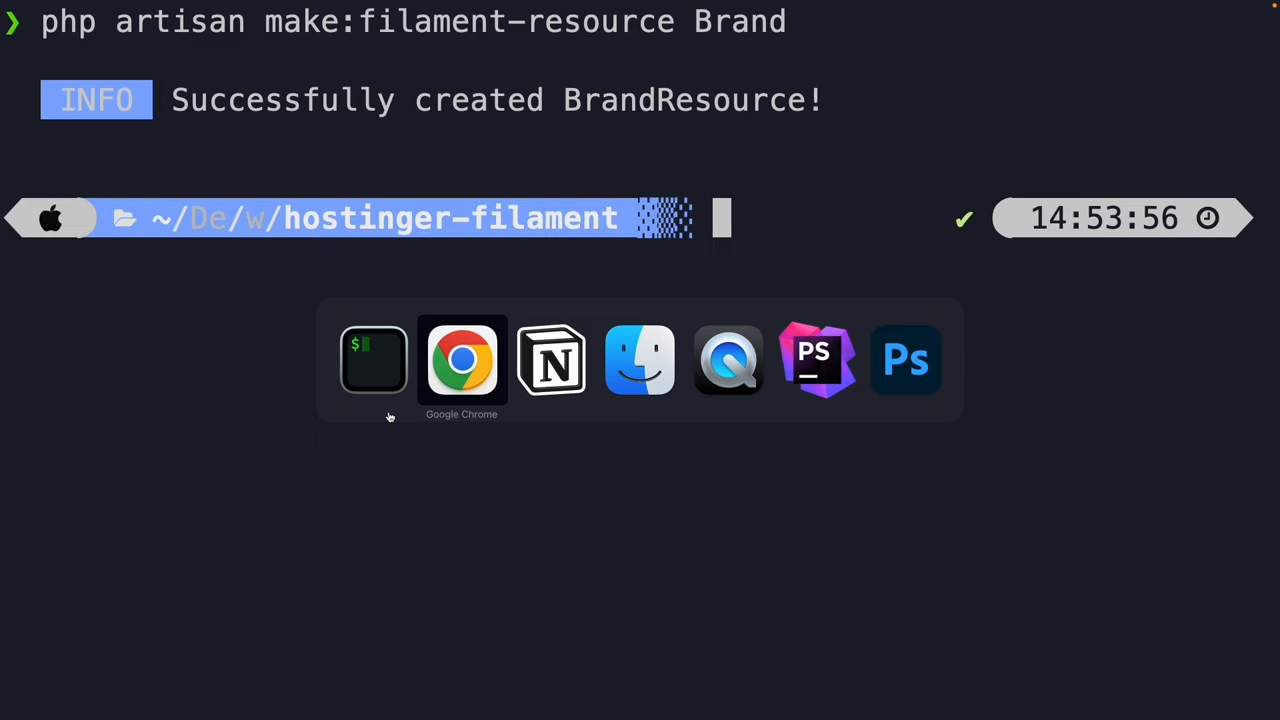 ❯ php artisan make:filament-resource Brand
INFO Successfully created BrandResource!
~/De/w/hostinger-filament ✔ 14:53:56
$
N
PS
Ps
Google Chrome